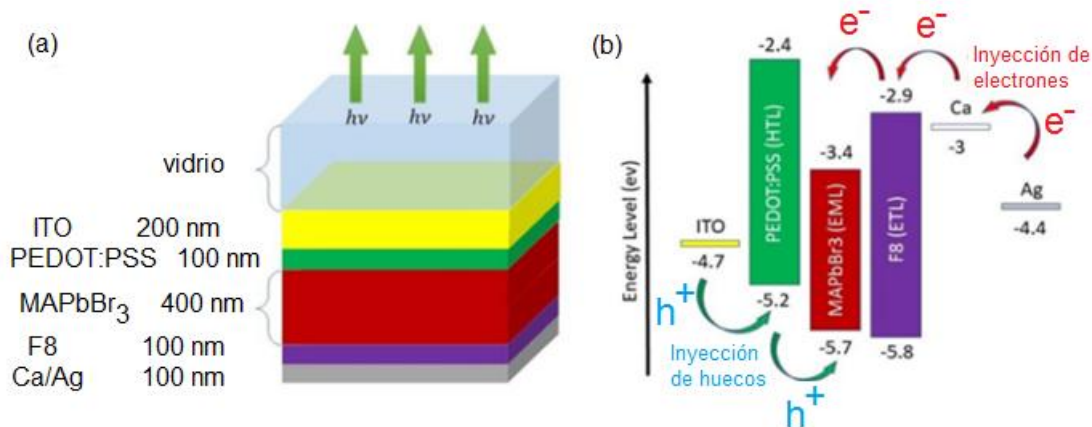 (a)
hν hν hν
vidrio
ITO 200 nm
PEDOT:PSS 100 nm
MAPbBr3 400 nm
F8 100 nm
Ca/Ag 100 nm
(b)
Energy Level (ev)
ITO
-4.7
-2.4
PEDOT:PSS (HTL)
-5.2
-3.4
MAPbBr3 (EML)
-5.7
-2.9
F8 (ETL)
-5.8
Ca
-3
Ag
-4.4
e-
e-
e-
Inyección de
electrones
h+
h+
Inyección
de huecos